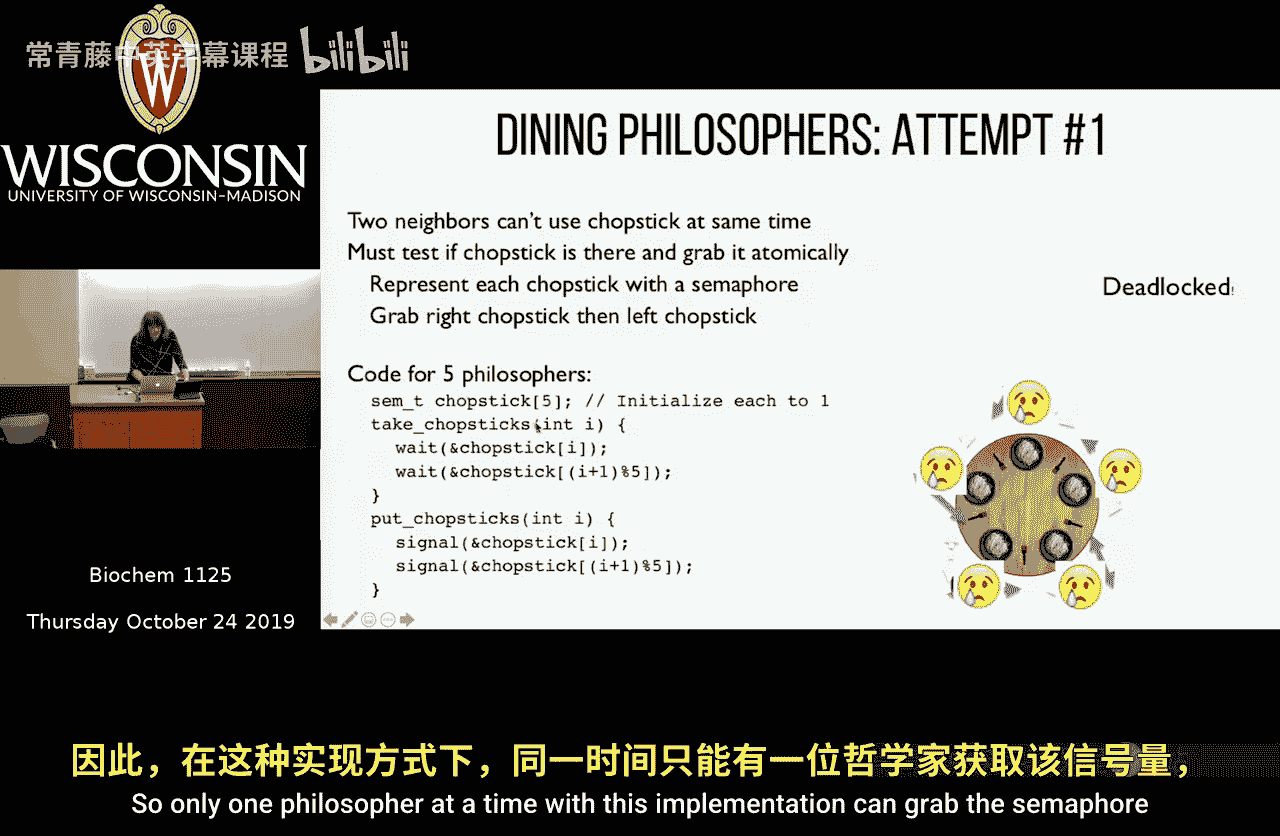 常青藤中英字幕课程 bilibili
W
WISCONSIN
UNIVERSITY OF WISCONSIN-MADISON
DINING PHILOSOPHERS: ATTEMPT #1
Two neighbors can't use chopstick at same time
Must test if chopstick is there and grab it atomically
Represent each chopstick with a semaphore
Grab right chopstick then left chopstick
Deadlocked!
Code for 5 philosophers:
sem_t chopstick[5]; // Initialize each to 1
take_chopsticks(int i) {
wait(&chopstick[i]);
wait(&chopstick[(i+1)%5]);
}
put_chopsticks(int i) {
signal(&chopstick[i]);
signal(&chopstick[(i+1)%5]);
}
Biochem 1125
Thursday October 24 2019
因此，在这种实现方式下，同一时间只能有一位哲学家获取该信号量，
So only one philosopher at a time with this implementation can grab the semaphore